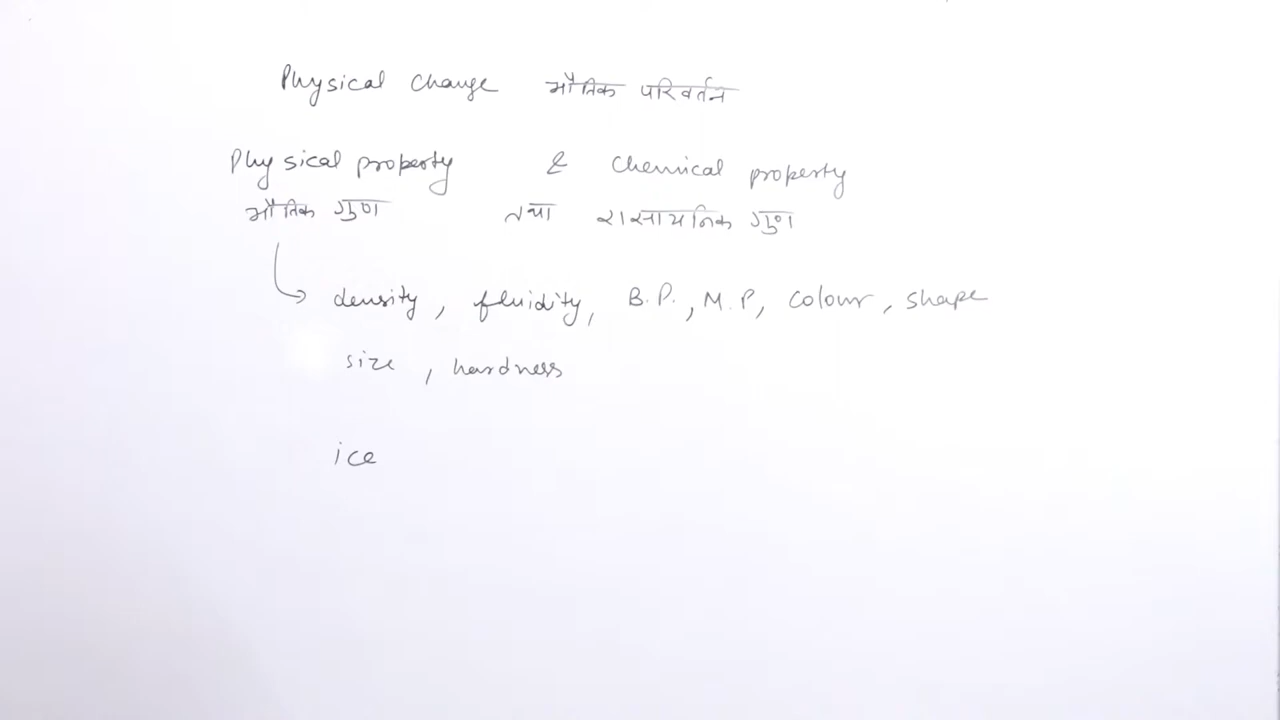 Physical Change भौतिक परिवर्तन
Physical property & Chemical property
भौतिक गुण तथा रासायनिक गुण
density, fluidity, B.P., M.P, Colour, shape
size, hardness
ice